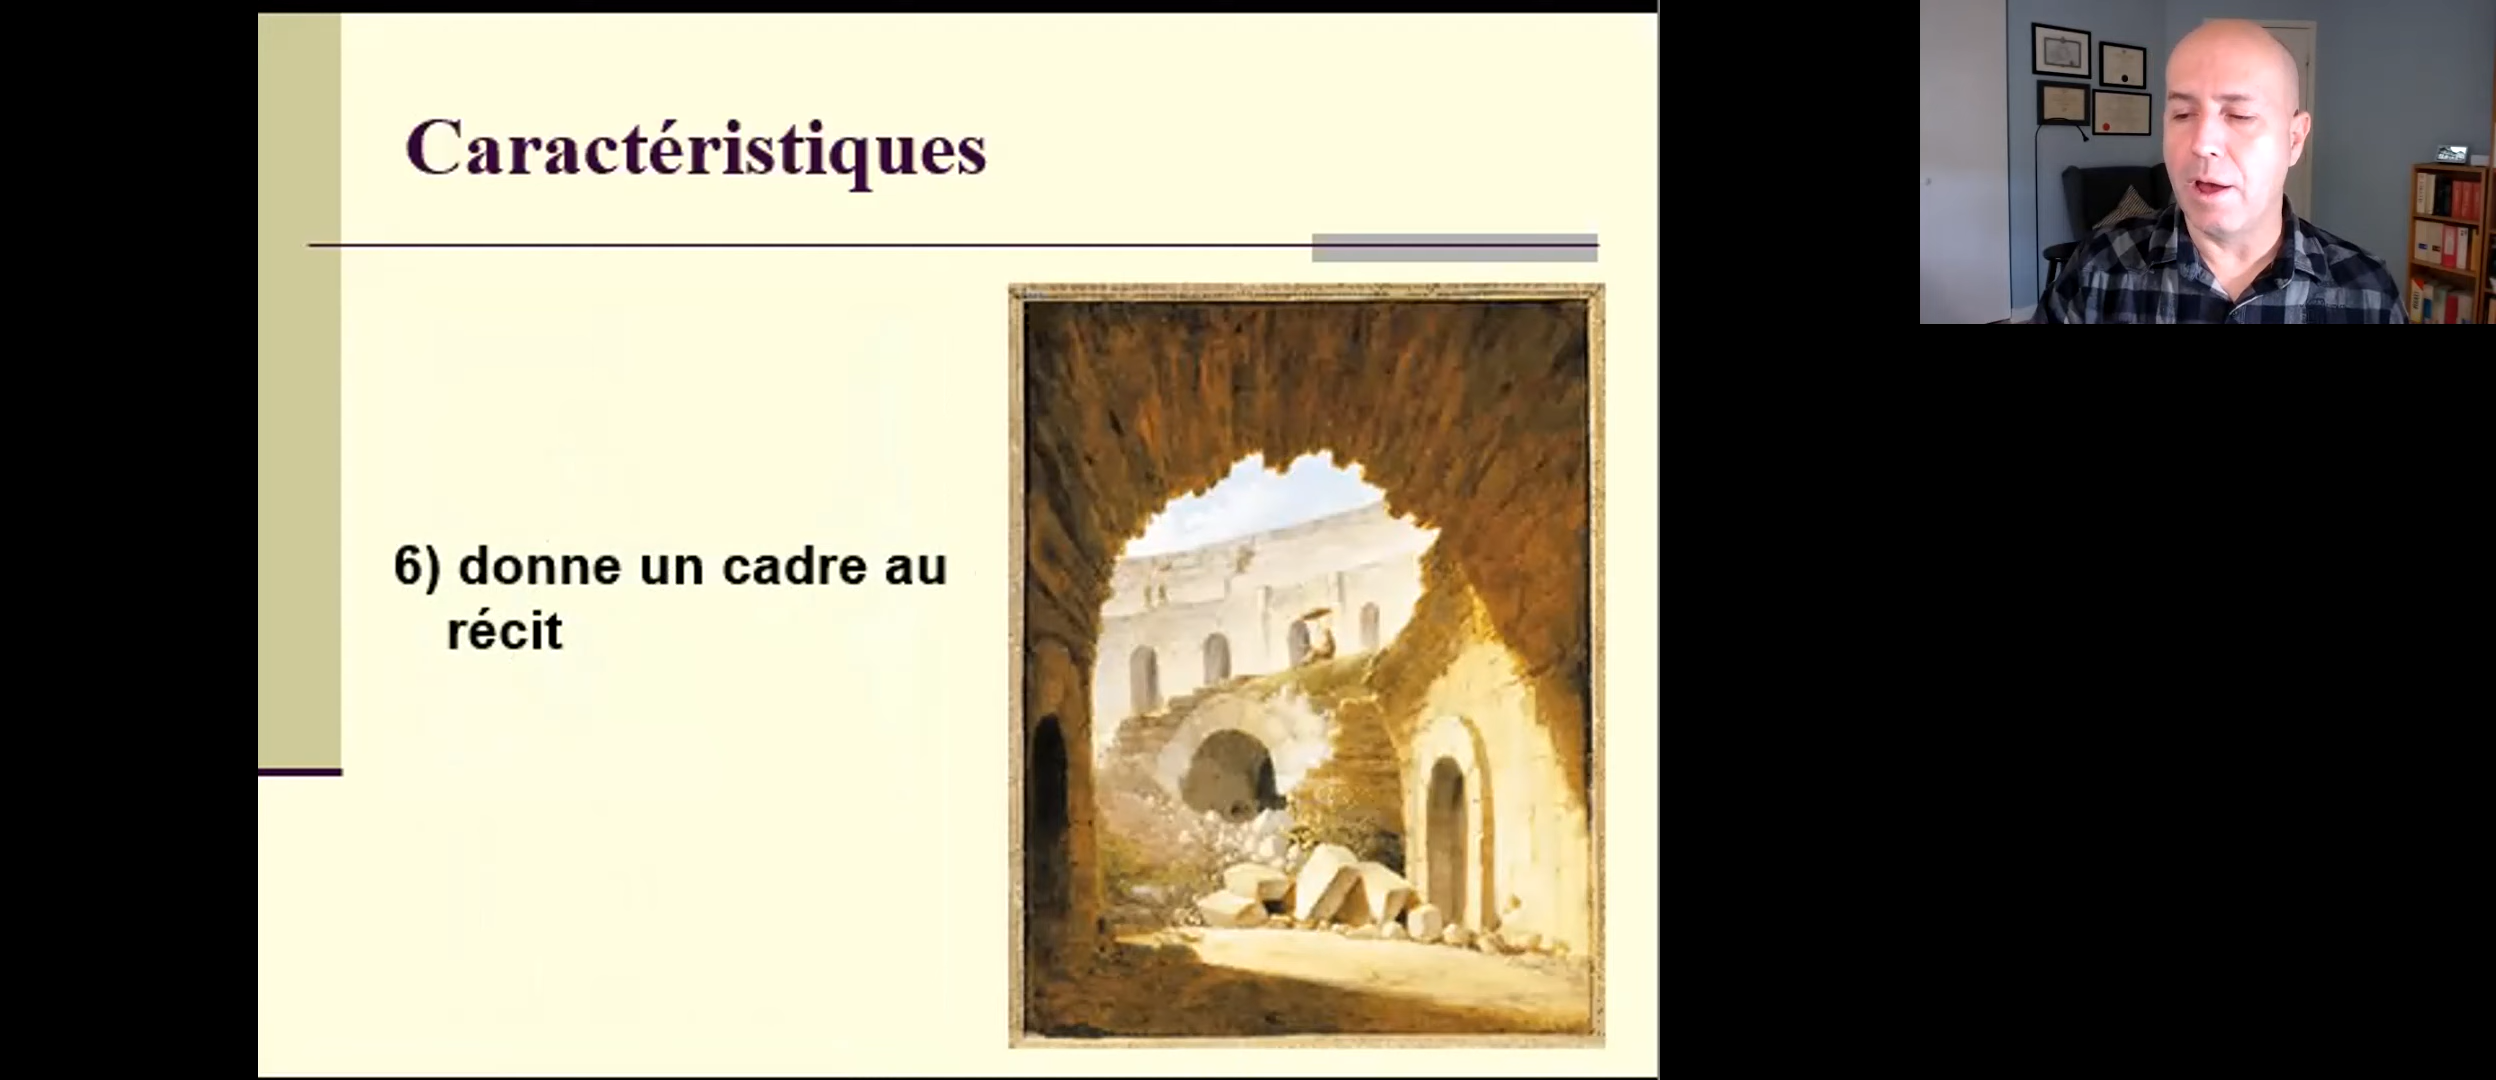 Caractéristiques
6) donne un cadre au
récit